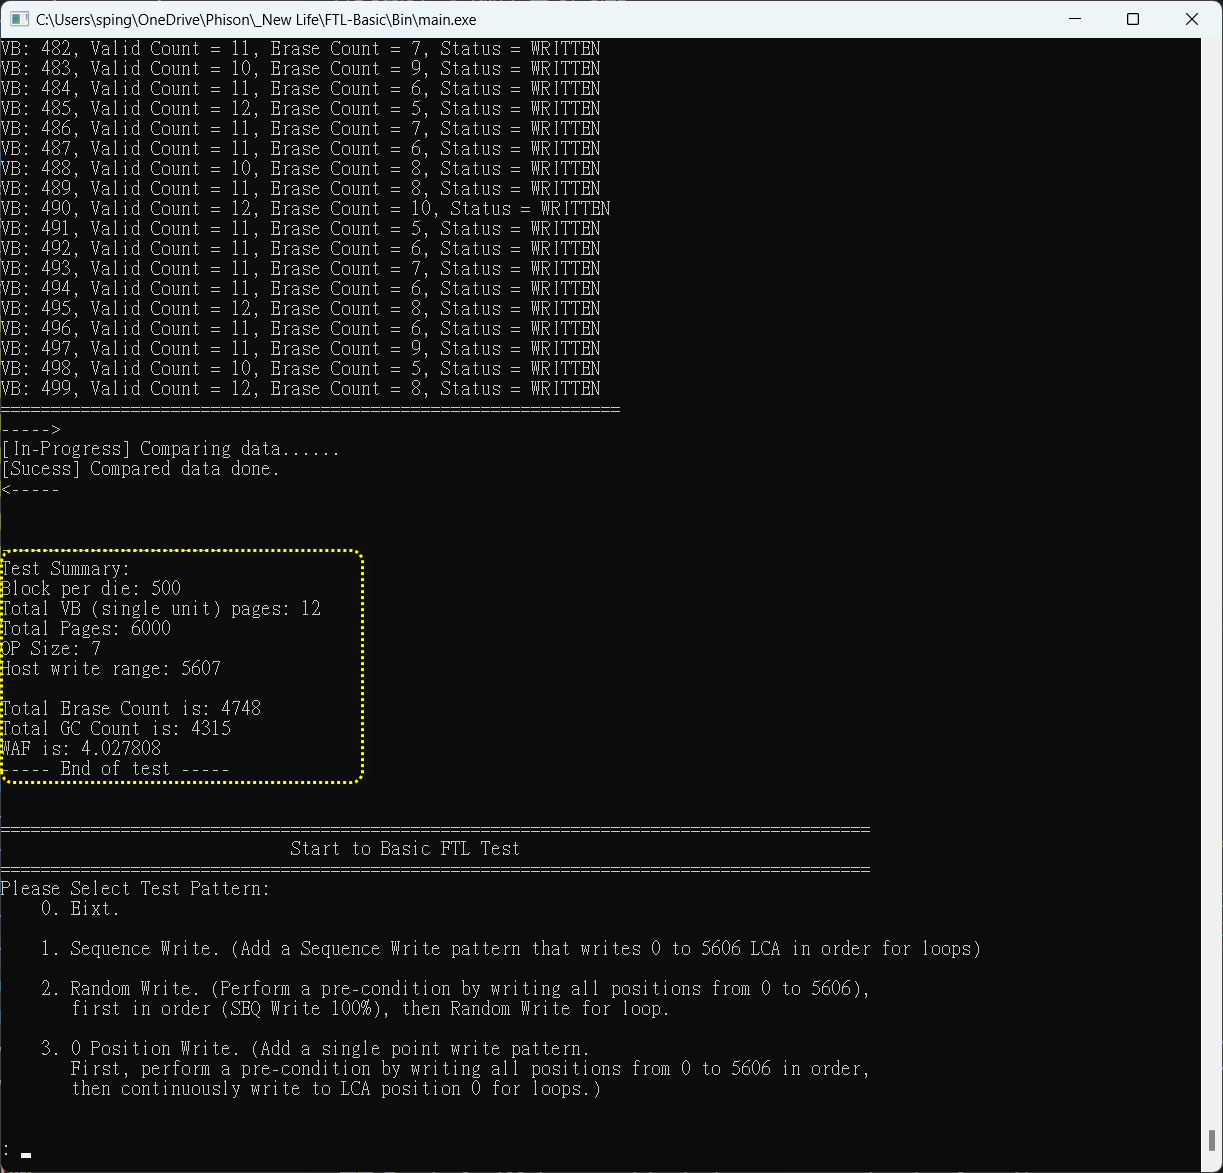 C:\Users\sping\OneDrive\Phison\_New Life\FTL-Basic\Bin\main.exe
VB: 482, Valid Count = 11, Erase Count = 7, Status = WRITTEN
VB: 483, Valid Count = 10, Erase Count = 9, Status = WRITTEN
VB: 484, Valid Count = 11, Erase Count = 6, Status = WRITTEN
VB: 485, Valid Count = 12, Erase Count = 5, Status = WRITTEN
VB: 486, Valid Count = 11, Erase Count = 7, Status = WRITTEN
VB: 487, Valid Count = 11, Erase Count = 6, Status = WRITTEN
VB: 488, Valid Count = 10, Erase Count = 8, Status = WRITTEN
VB: 489, Valid Count = 11, Erase Count = 8, Status = WRITTEN
VB: 490, Valid Count = 12, Erase Count = 10, Status = WRITTEN
VB: 491, Valid Count = 11, Erase Count = 5, Status = WRITTEN
VB: 492, Valid Count = 11, Erase Count = 6, Status = WRITTEN
VB: 493, Valid Count = 11, Erase Count = 7, Status = WRITTEN
VB: 494, Valid Count = 11, Erase Count = 6, Status = WRITTEN
VB: 495, Valid Count = 12, Erase Count = 8, Status = WRITTEN
VB: 496, Valid Count = 11, Erase Count = 6, Status = WRITTEN
VB: 497, Valid Count = 11, Erase Count = 9, Status = WRITTEN
VB: 498, Valid Count = 10, Erase Count = 5, Status = WRITTEN
VB: 499, Valid Count = 12, Erase Count = 8, Status = WRITTEN
==============================================================
----->
[In-Progress] Comparing data......
[Sucess] Compared data done.
<-----
Test Summary:
Block per die: 500
Total VB (single unit) pages: 12
Total Pages: 6000
OP Size: 7
Host write range: 5607
Total Erase Count is: 4748
Total GC Count is: 4315
WAF is: 4.027808
----- End of test -----
=======================================================================================
Start to Basic FTL Test
=======================================================================================
Please Select Test Pattern:
0. Eixt.
1. Sequence Write. (Add a Sequence Write pattern that writes 0 to 5606 LCA in order for loops)
2. Random Write. (Perform a pre-condition by writing all positions from 0 to 5606),
first in order (SEQ Write 100%), then Random Write for loop.
3. 0 Position Write. (Add a single point write pattern.
First, perform a pre-condition by writing all positions from 0 to 5606 in order,
then continuously write to LCA position 0 for loops.)
: